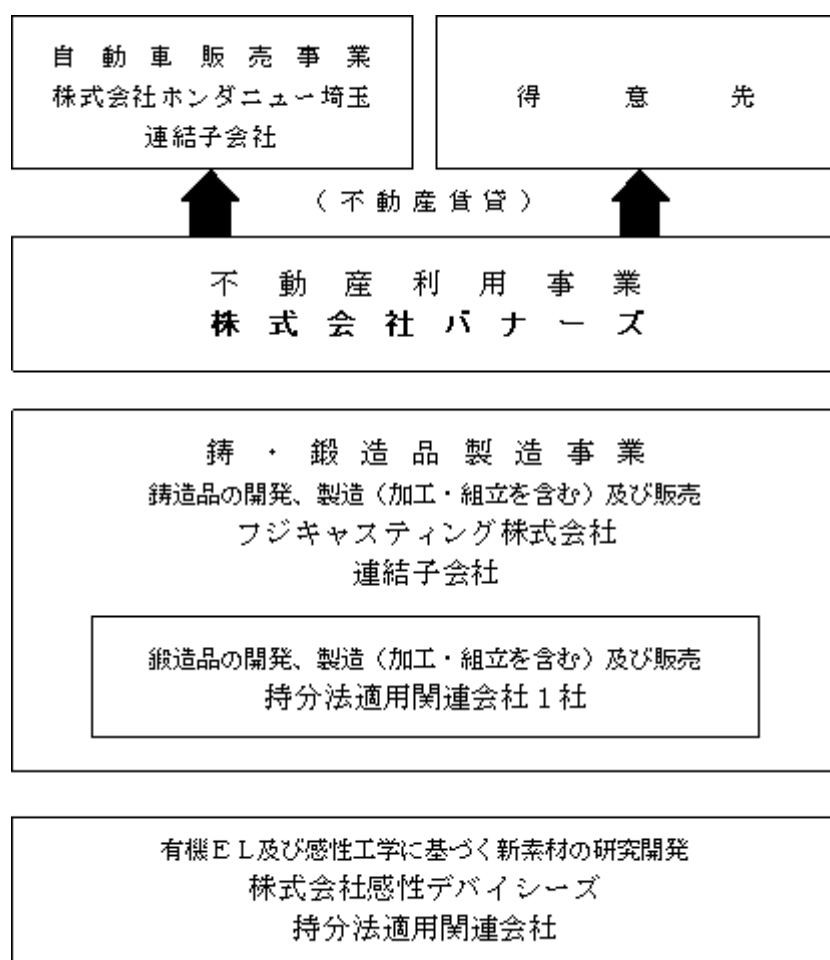 自動車販売事業
株式会社ホンダニュー埼玉
連結子会社
得意先
（不動産賃貸）
不動産利用事業
株式会社バナーズ
鋳・鍛造品製造事業
鋳造品の開発、製造（加工・組立を含む）及び販売
フジキャスティング株式会社
連結子会社
鍛造品の開発、製造（加工・組立を含む）及び販売
持分法適用関連会社１社
有機ＥＬ及び感性工学に基づく新素材の研究開発
株式会社感性デバイシーズ
持分法適用関連会社